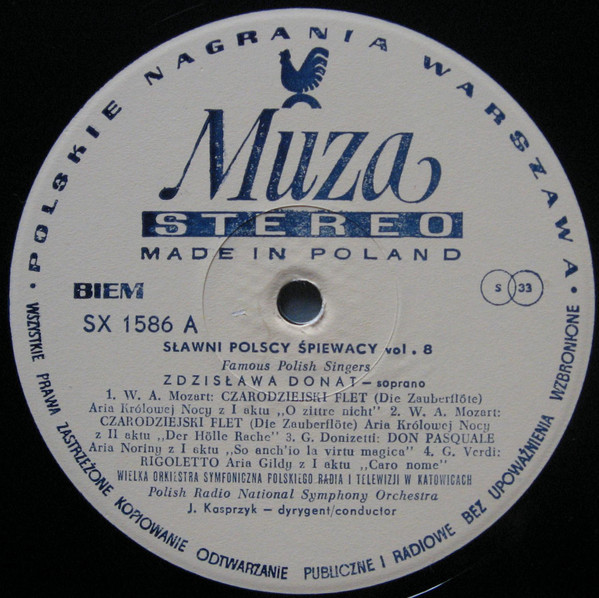 POLSKIE NAGRANIA WARSZAWA
Muza
STEREO
MADE IN POLAND
BIEM
S 33
SX 1586 A
SŁAWNI POLSCY ŚPIEWACY vol. 8
Famous Polish Singers
ZDZISŁAWA DONAT — soprano
1. W. A. Mozart: CZARODZIEJSKI FLET (Die Zauberflöte)
Aria Królowej Nocy z I aktu „O zittre nicht" 2. W. A. Mozart:
CZARODZIEJSKI FLET (Die Zauberflöte) Aria Królowej Nocy
z II aktu „Der Hölle Rache" 3. G. Donizetti: DON PASQUALE
Aria Noriny z I aktu „So anch'io la virtu magica" 4. G. Verdi:
RIGOLETTO Aria Gildy z I aktu „Caro nome"
WIELKA ORKIESTRA SYMFONICZNA POLSKIEGO RADIA I TELEWIZJI W KATOWICACH
Polish Radio National Symphony Orchestra
J. Kasprzyk — dyrygent/conductor
WSZYSTKIE PRAWA ZASTRZEŻONE KOPIOWANIE ODTWARZANIE PUBLICZNE I RADIOWE BEZ UPOWAŻNIENIA WZBRONIONE